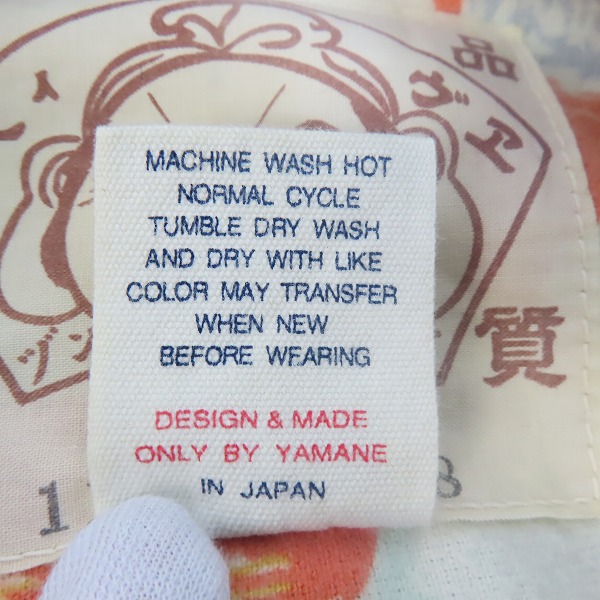 MACHINE WASH HOT
NORMAL CYCLE
TUMBLE DRY WASH
AND DRY WITH LIKE
COLOR MAY TRANSFER
WHEN NEW
BEFORE WEARING
DESIGN & MADE
ONLY BY YAMANE
IN JAPAN
品
質